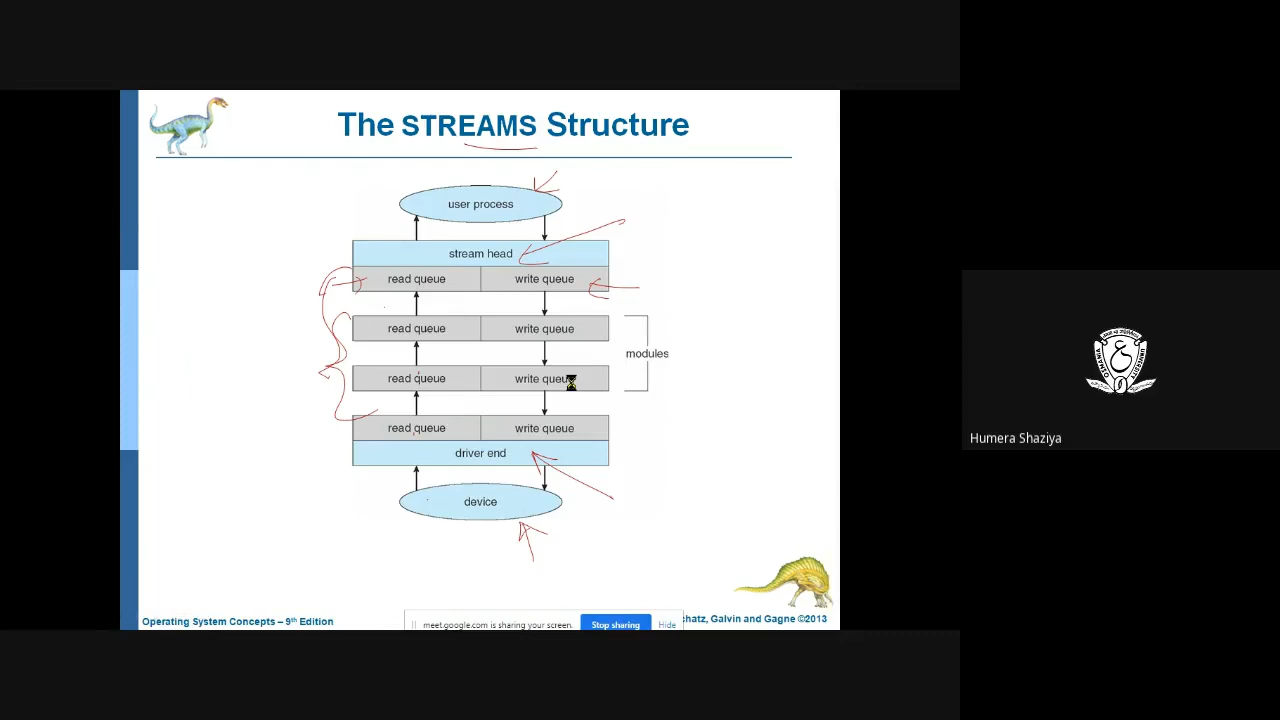 The STREAMS Structure
user process
stream head
read queue write queue
read queue write queue
modules
read queue write queue
read queue write queue
driver end
device
Operating System Concepts – 9th Edition
hatz, Galvin and Gagne ©2013
meet.google.com is sharing your screen. Stop sharing Hide
Humera Shaziya
OSMANIA UNIVERSITY